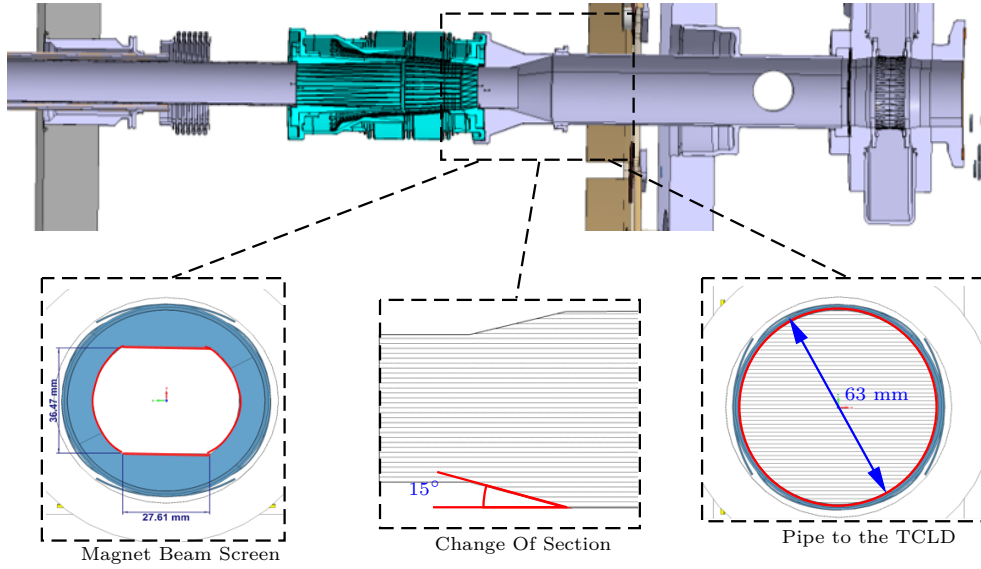 36.47 mm
27.61 mm
Magnet Beam Screen
15°
Change Of Section
63 mm
Pipe to the TCLD